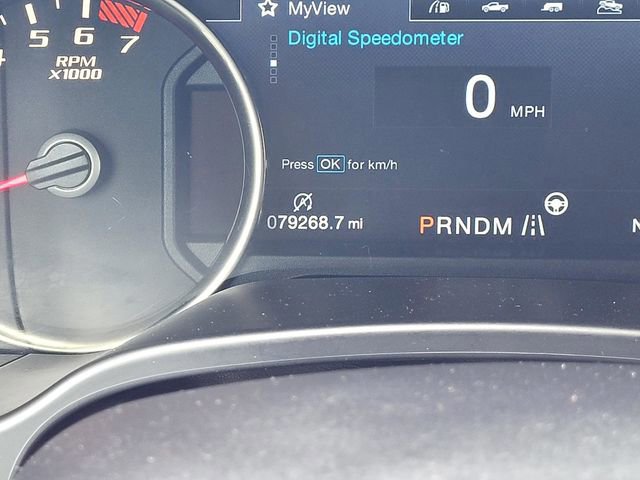 MyView
Digital Speedometer
5 6 7
RPM
x1000
0 MPH
Press OK for km/h
079268.7 mi
PRNDM